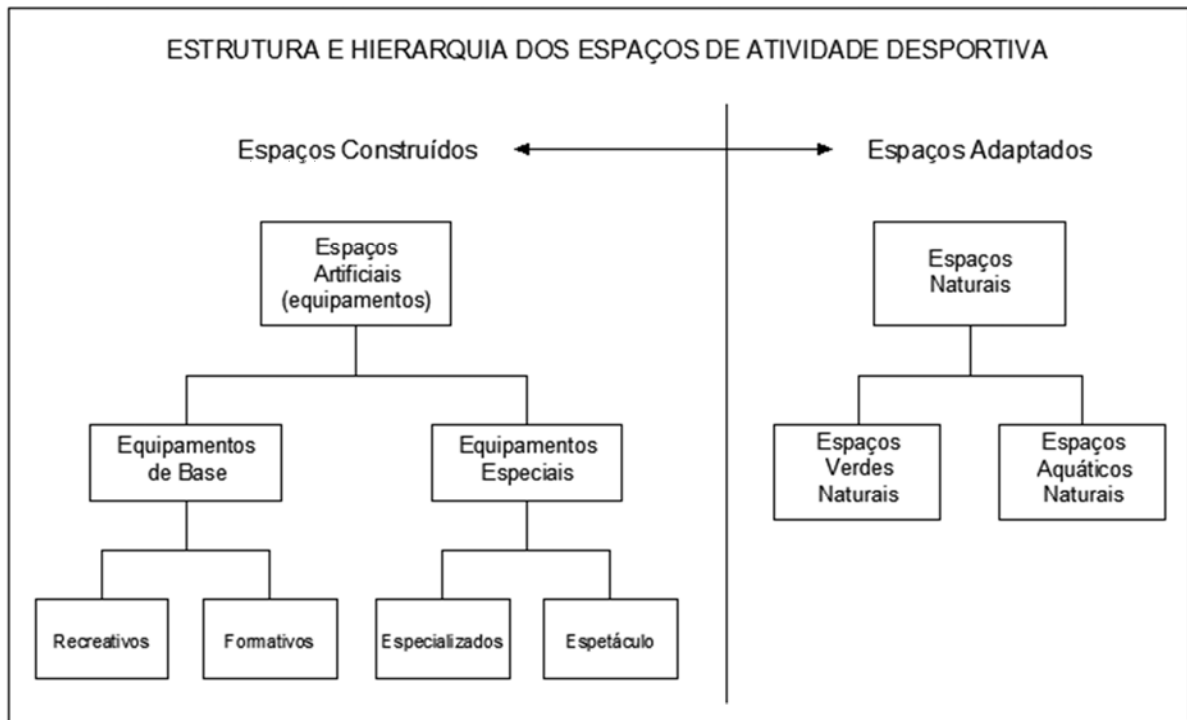 ESTRUTURA E HIERARQUIA DOS ESPAÇOS DE ATIVIDADE DESPORTIVA
Espaços Construídos
Espaços Adaptados
Espaços
Artificiais
(equipamentos)
Espaços
Naturais
Equipamentos
de Base
Equipamentos
Especiais
Espaços
Verdes
Naturais
Espaços
Aquáticos
Naturais
Recreativos
Formativos
Especializados
Espetáculo